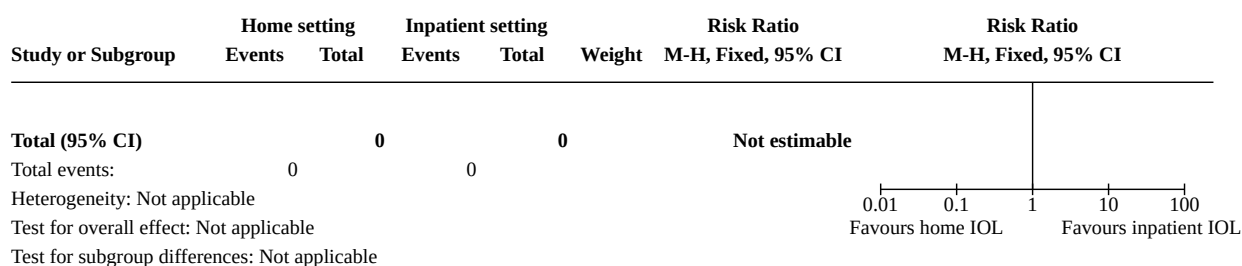 Home setting Inpatient setting Risk Ratio Risk Ratio
Study or Subgroup Events Total Events Total Weight M-H, Fixed, 95% CI M-H, Fixed, 95% CI
Total (95% CI) 0 0 Not estimable
Total events: 0 0
Heterogeneity: Not applicable
0.01 0.1 1 10 100
Test for overall effect: Not applicable Favours home IOL Favours inpatient IOL
Test for subgroup differences: Not applicable